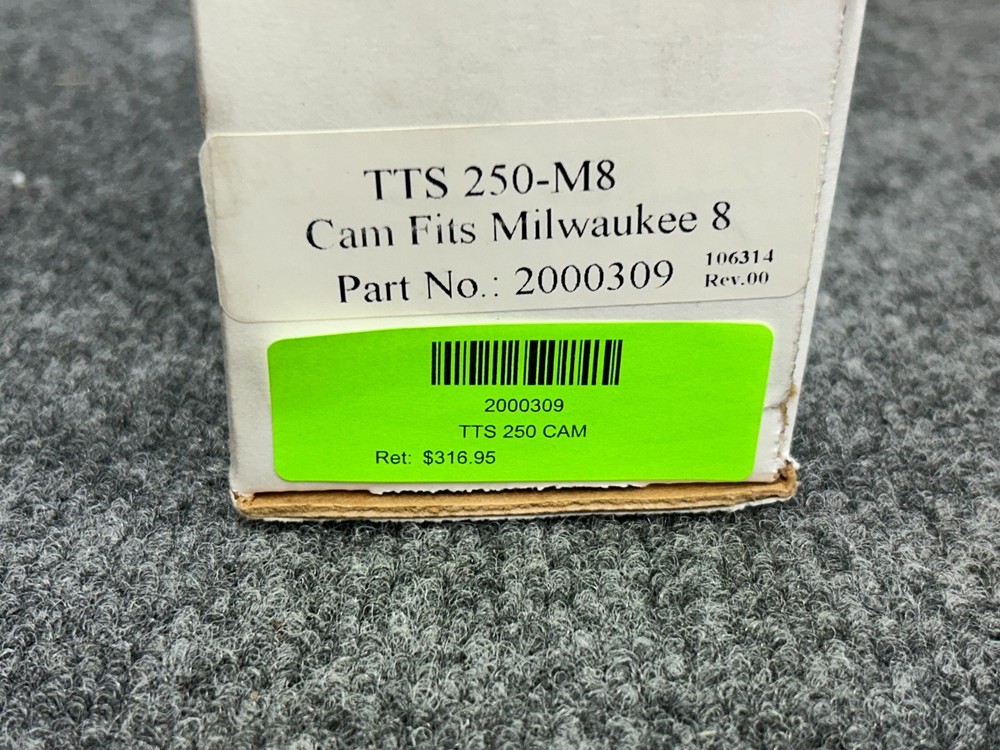 TTS 250-M8
Cam Fits Milwaukee 8
Part No.: 2000309
106314
Rev.00
2000309
TTS 250 CAM
Ret: $316.95